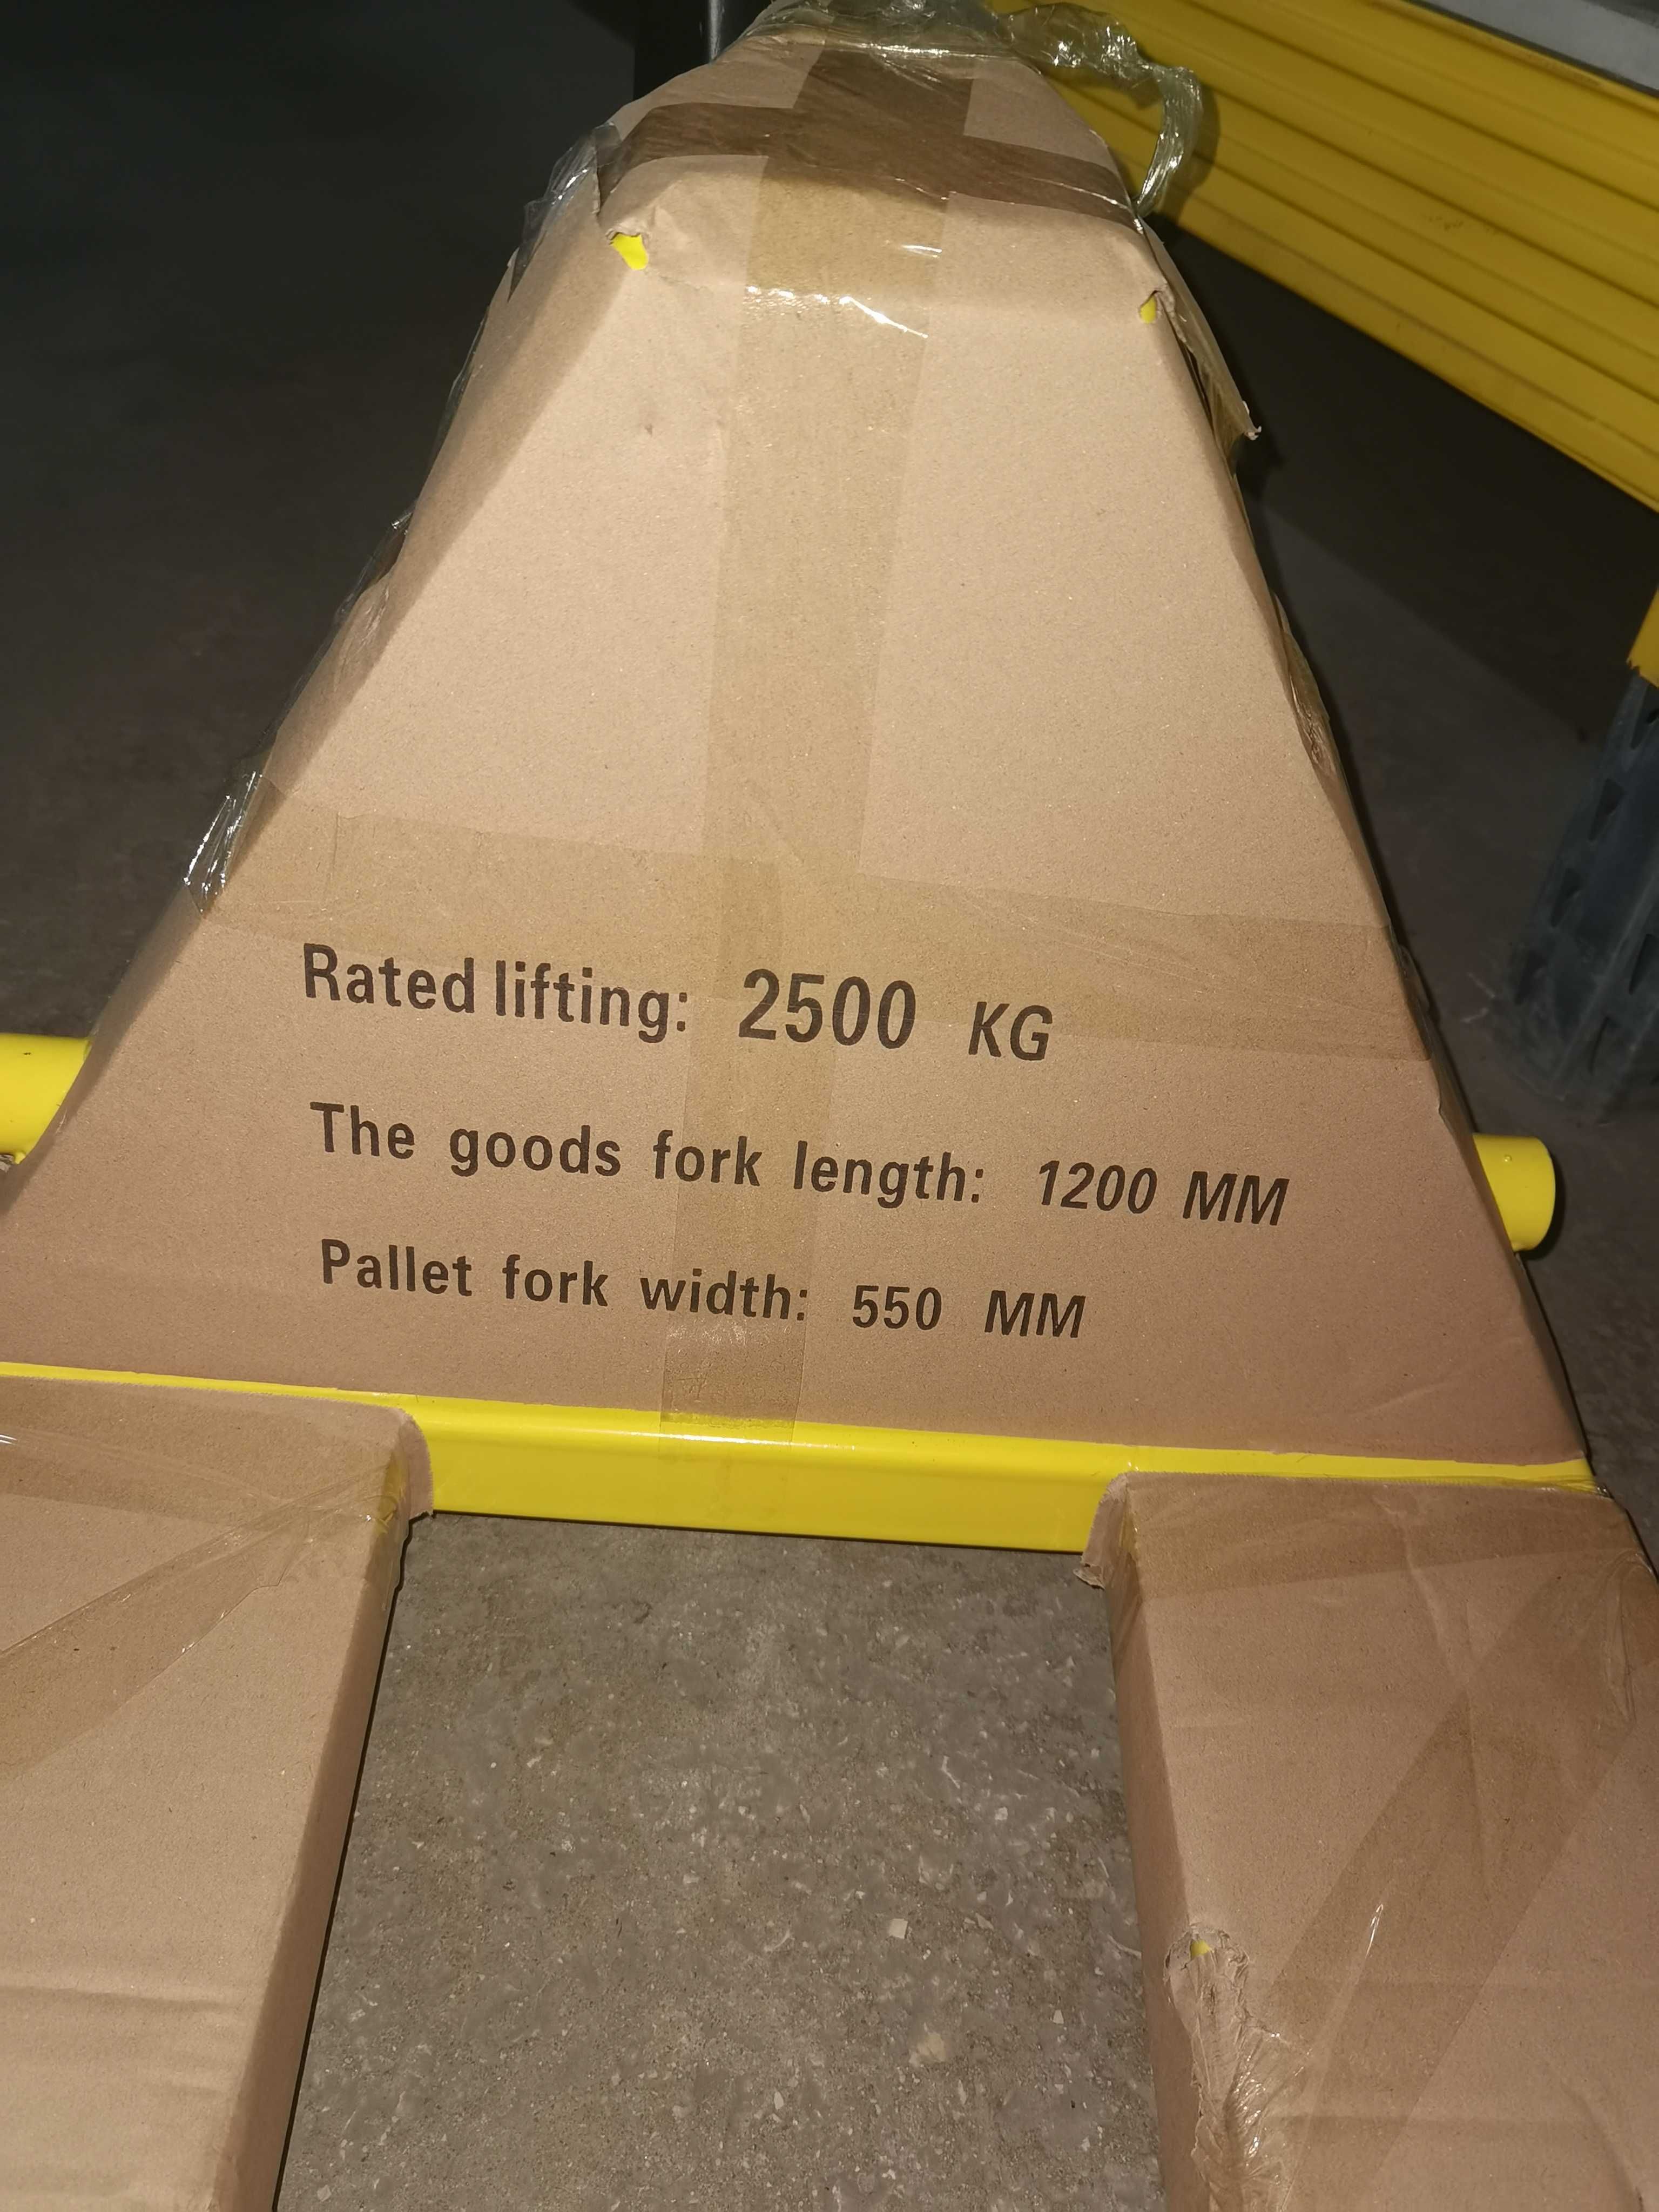 Rated lifting: 2500 KG
The goods fork length: 1200 MM
Pallet fork width: 550 MM